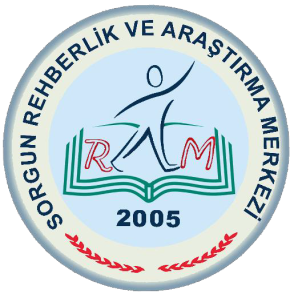 SORGUN REHBERLİK VE ARAŞTIRMA MERKEZİ
RAM
2005